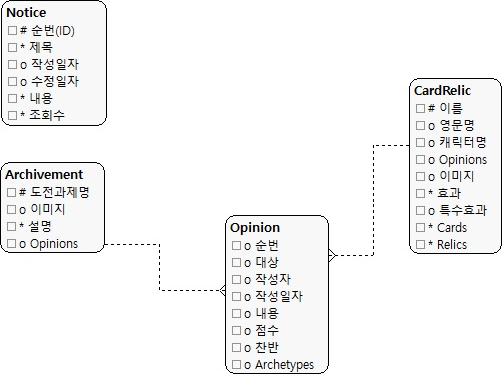 Notice
# 순번(ID)
* 제목
o 작성일자
o 수정일자
* 내용
* 조회수
Archivement
# 도전과제명
o 이미지
* 설명
o Opinions
Opinion
o 순번
o 대상
o 작성자
o 작성일자
o 내용
o 점수
o 찬반
o Archetypes
CardRelic
# 이름
o 영문명
o 캐릭터명
o Opinions
o 이미지
* 효과
o 특수효과
* Cards
* Relics